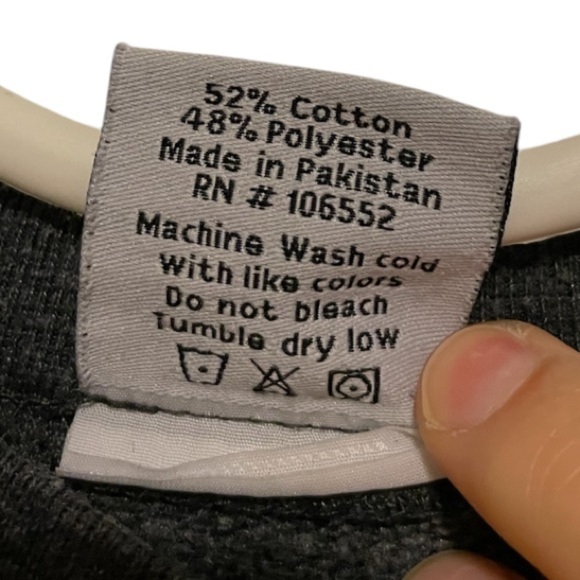 52% Cotton
48% Polyester
Made in Pakistan
RN # 106552
Machine Wash cold
With like colors
Do not bleach
Tumble dry low